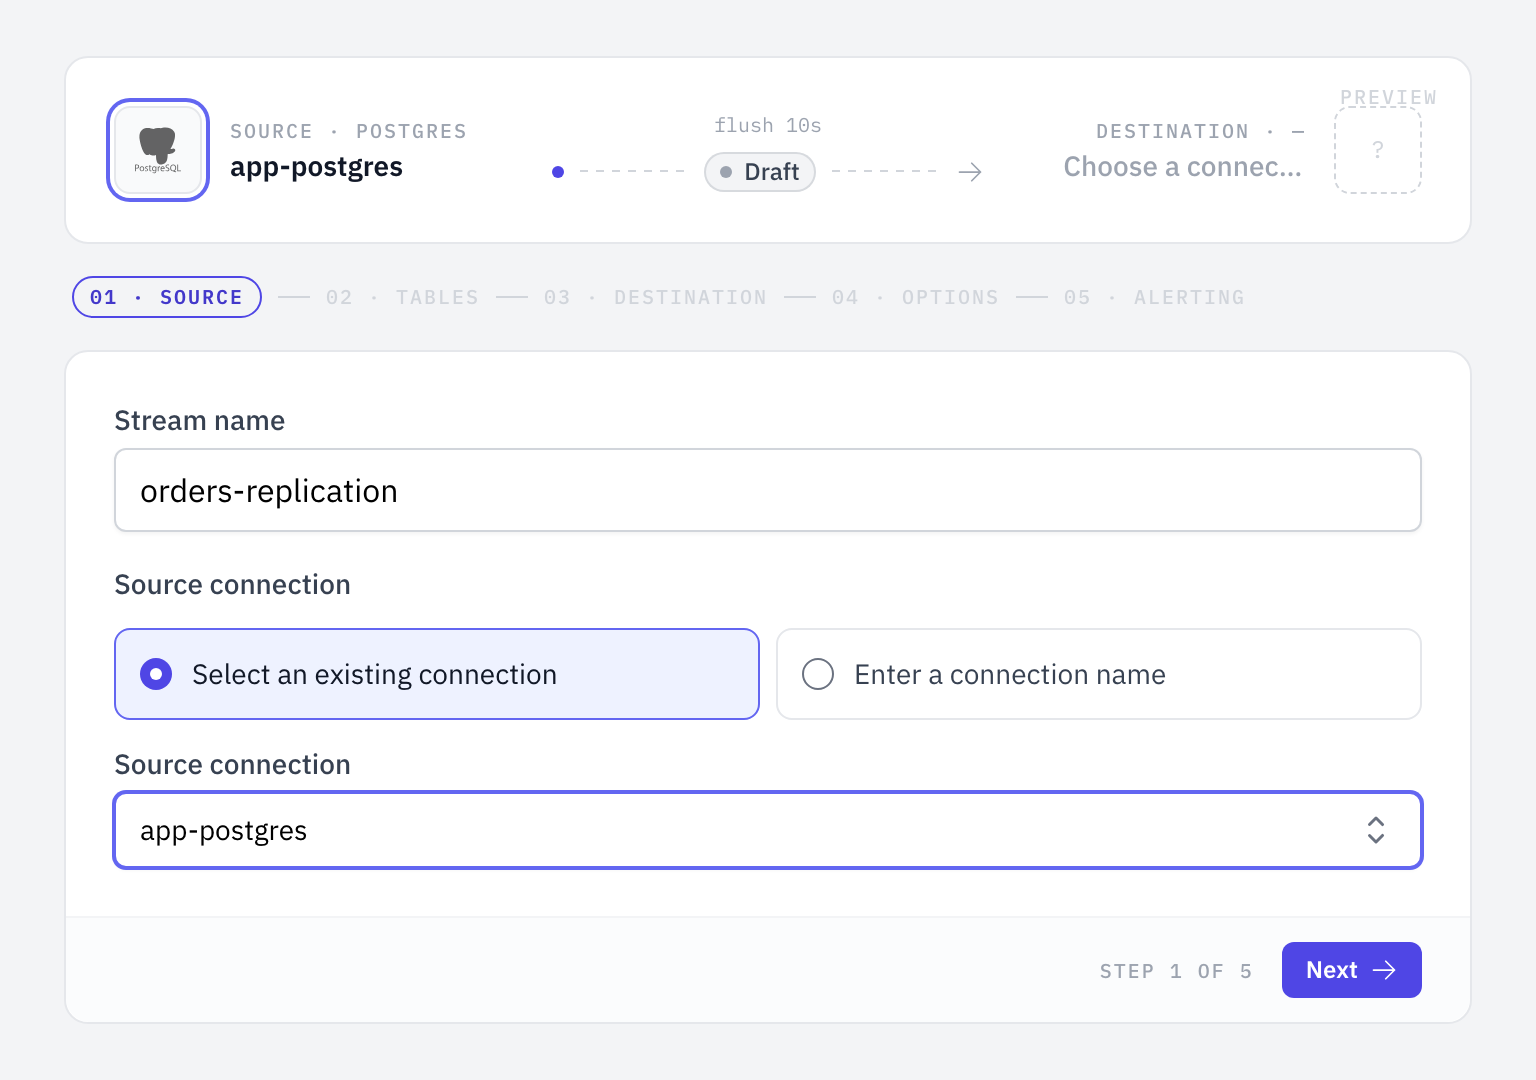 PREVIEW
PostgreSQL
SOURCE · POSTGRES
app-postgres
flush 10s
Draft
DESTINATION · —
Choose a connec...
?
01 · SOURCE
02 · TABLES
03 · DESTINATION
04 · OPTIONS
05 · ALERTING
Stream name
orders-replication
Source connection
Select an existing connection
Enter a connection name
Source connection
app-postgres
STEP 1 OF 5
Next →